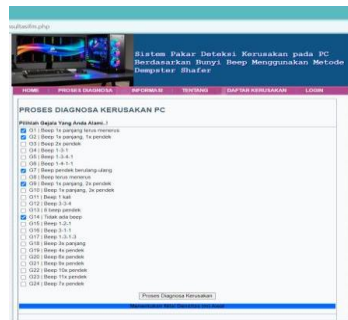 Sistem Pakar Deteksi Kerusakan pada PC
Berdasarkan Bunyi Beep Menggunakan Metode
Dempster Shafer
HOME PROSES DIAGNOSA INFORMASI TENTANG DAFTAR KERUSAKAN LOGIN
PROSES DIAGNOSA KERUSAKAN PC
Pilihlah Gejala Yang Anda Alami..!
G1 | Beep 1x panjang terus menerus
G2 | Beep 1x panjang, 1x pendek
G3 | Beep 2x pendek
G4 | Beep 1-3-1
G5 | Beep 1-3-4-1
G6 | Beep 1-4-1-1
G7 | Beep pendek berulang-ulang
G8 | Beep terus menerus
G9 | Beep 1x panjang, 2x pendek
G10 | Beep 1x panjang, 3x pendek
G11 | Beep 1 kali
G12 | Beep 3-3-4
G13 | 5 beep pendek
G14 | Tidak ada beep
G15 | Beep 1-2-1
G16 | Beep 3-1-1
G17 | Beep 1-3-1-3
G18 | Beep 3x panjang
G19 | Beep 4x pendek
G20 | Beep 6x pendek
G21 | Beep 9x pendek
G22 | Beep 10x pendek
G23 | Beep 11x pendek
G24 | Beep 7x pendek
Proses Diagnosa Kerusakan